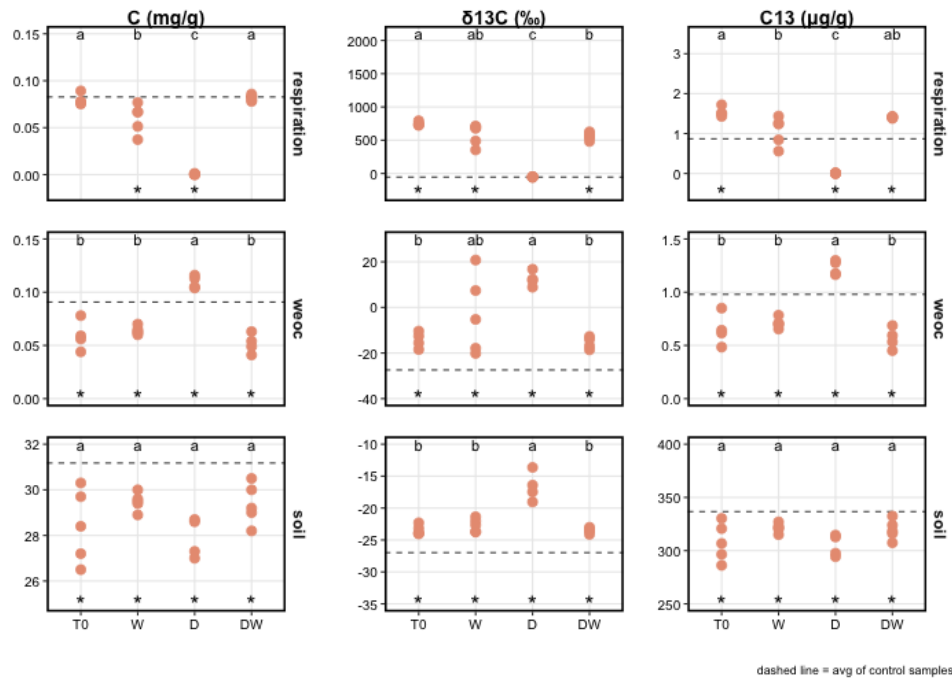 C (mg/g) δ13C (‰) C13 (µg/g)
a b c a a ab c b a b c ab
0.15 2000 3
0.10 1500 2
0.05 1000 1
0.00 500 0
0
respiration respiration
* * * * * * * *
b b a b b ab a b b b a b
0.15 20 1.5
0.10 0 1.0
0.05 -20 0.5
0.00 -40 0.0
weoc weoc
* * * * * * * * * * * *
a a a a b b a b a a a a
32 -10 400
30 -15 350
28 -20 300
26 -25 250
-30
-35
soil soil
* * * * * * * * * * * *
T0 W D DW T0 W D DW T0 W D DW
dashed line = avg of control samples